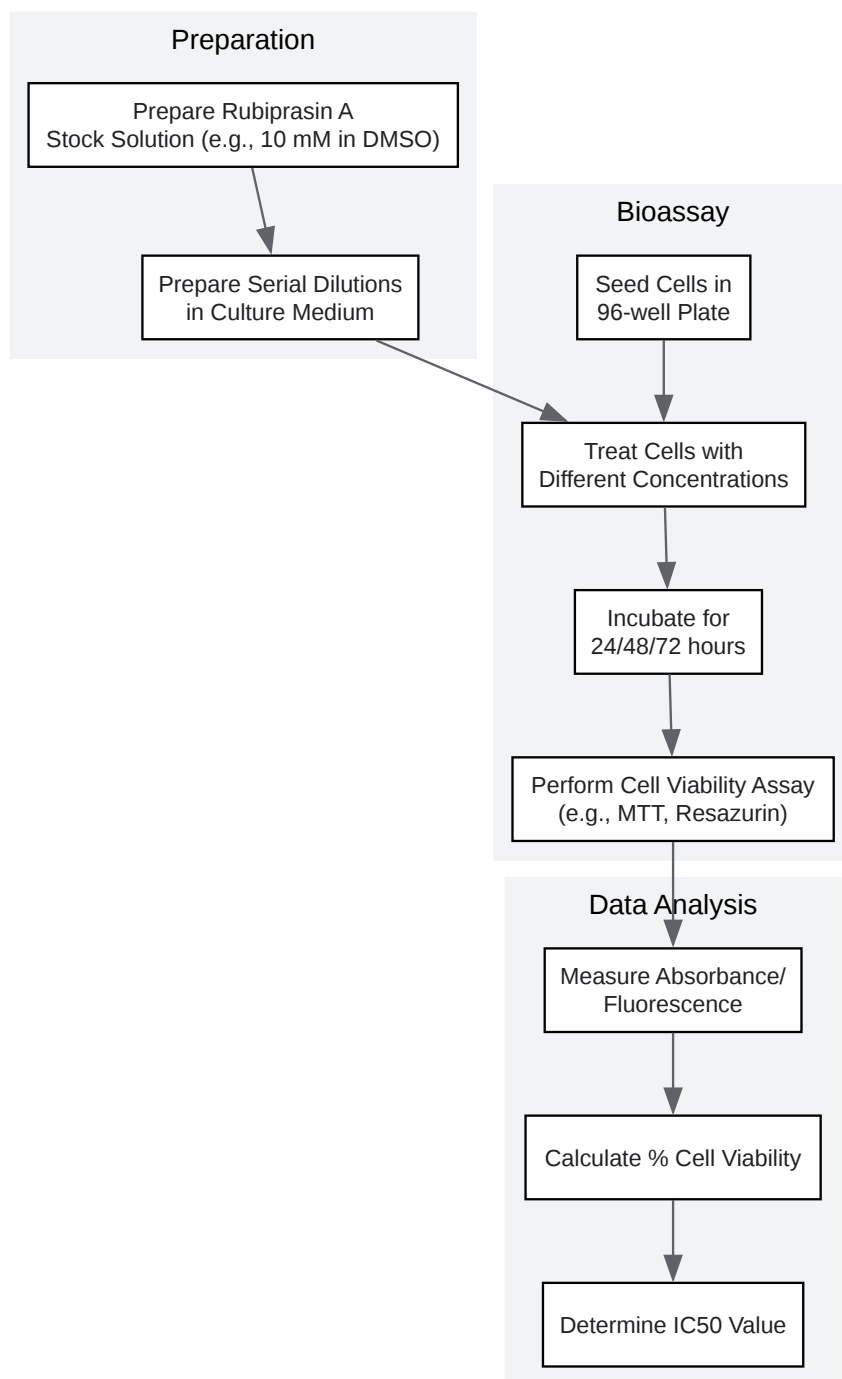 Preparation
Prepare Rubiprasin A
Stock Solution (e.g., 10 mM in DMSO)
Prepare Serial Dilutions
in Culture Medium
Bioassay
Seed Cells in
96-well Plate
Treat Cells with
Different Concentrations
Incubate for
24/48/72 hours
Perform Cell Viability Assay
(e.g., MTT, Resazurin)
Data Analysis
Measure Absorbance/
Fluorescence
Calculate % Cell Viability
Determine IC50 Value